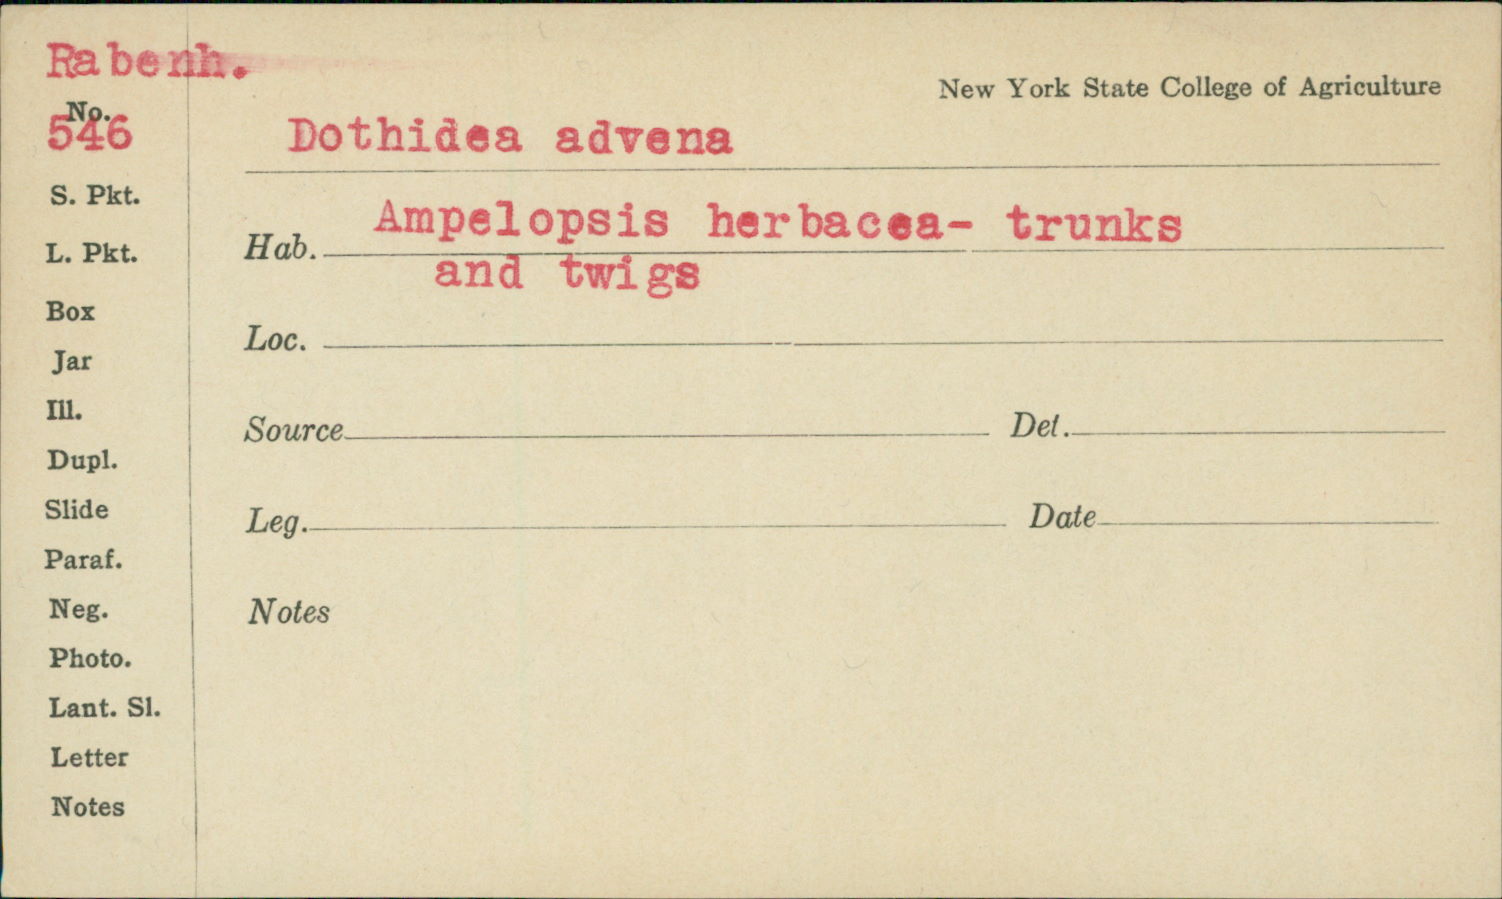 Rabenh.
New York State College of Agriculture
No.
546
Dothidea advena
S. Pkt.
Hab. Ampelopsis herbacea- trunks
and twigs
L. Pkt.
Box
Loc.
Jar
Ill.
Source Det.
Dupl.
Slide
Leg. Date
Paraf.
Neg.
Notes
Photo.
Lant. Sl.
Letter
Notes